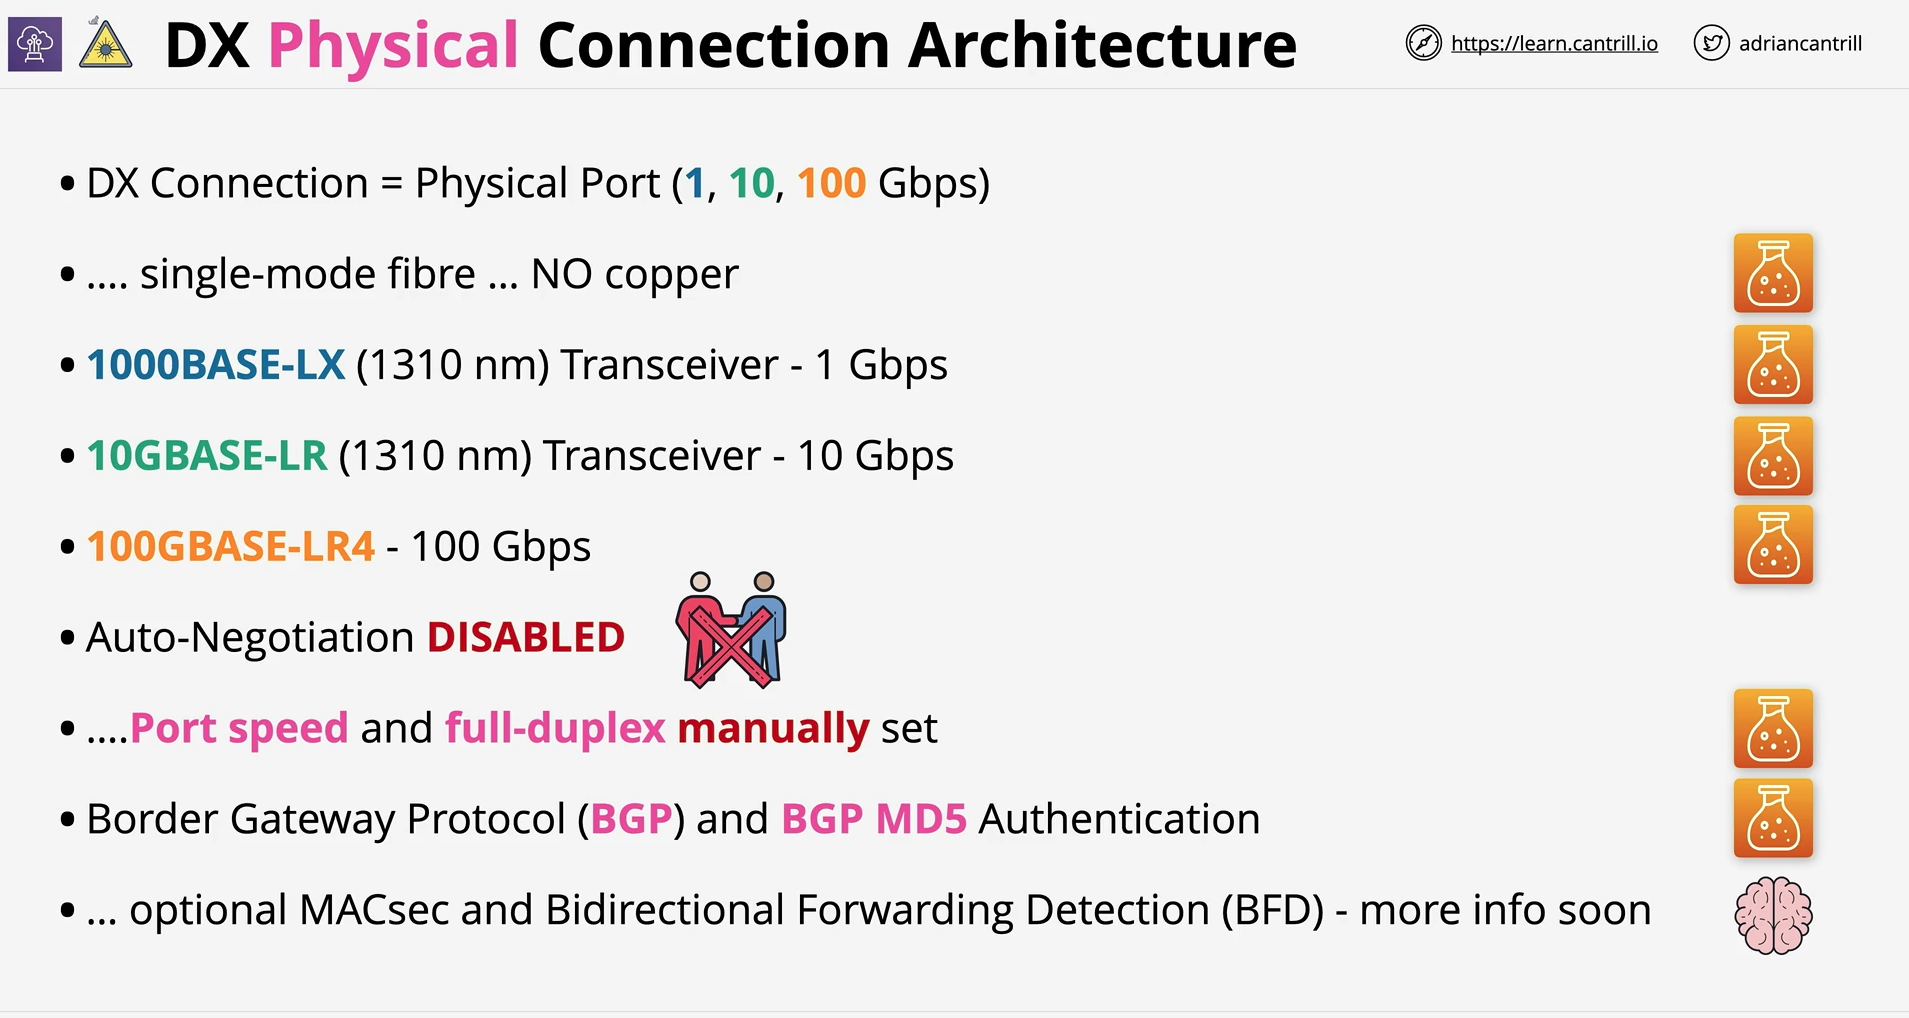 DX Physical Connection Architecture
https://learn.cantrill.io
adriancantrill
• DX Connection = Physical Port (1, 10, 100 Gbps)
• .... single-mode fibre ... NO copper
• 1000BASE-LX (1310 nm) Transceiver - 1 Gbps
• 10GBASE-LR (1310 nm) Transceiver - 10 Gbps
• 100GBASE-LR4 - 100 Gbps
• Auto-Negotiation DISABLED
• ....Port speed and full-duplex manually set
• Border Gateway Protocol (BGP) and BGP MD5 Authentication
• ... optional MACsec and Bidirectional Forwarding Detection (BFD) - more info soon